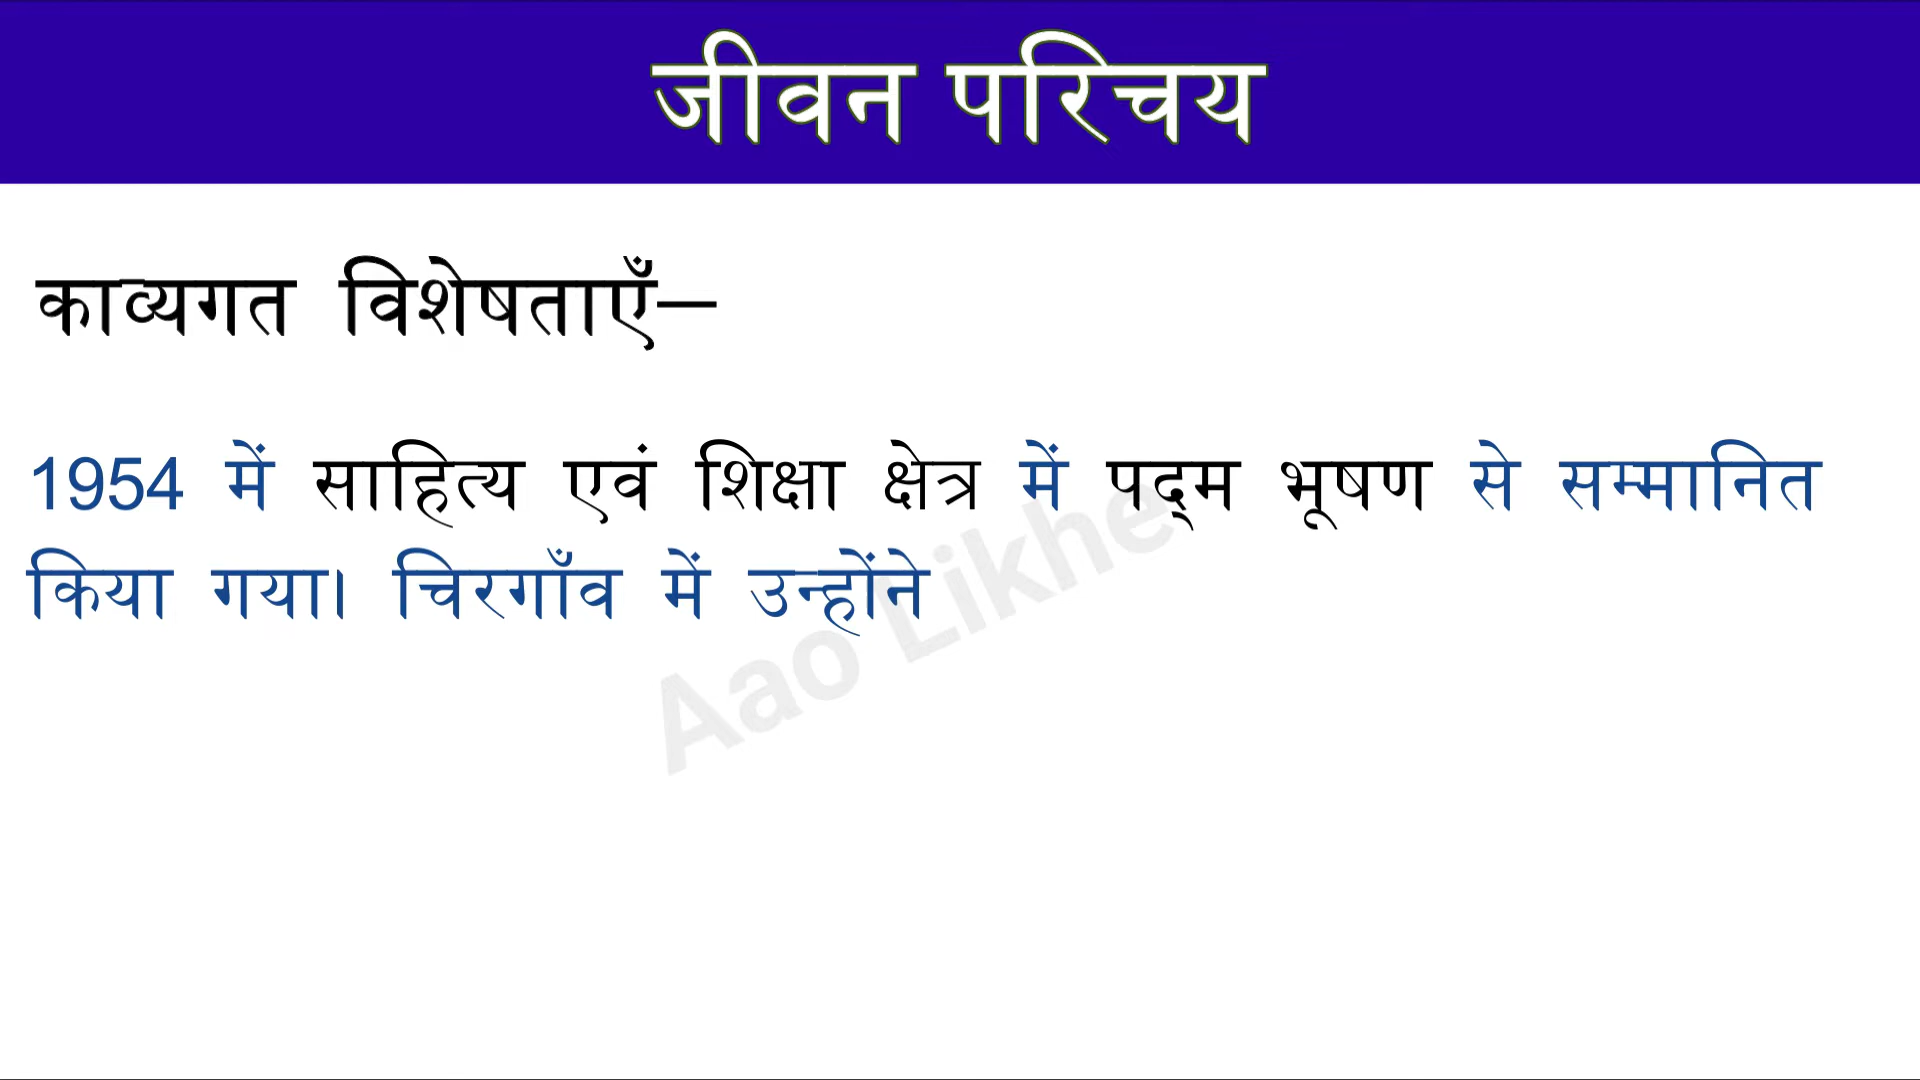 जीवन परिचय
काव्यगत विशेषताएँ—
1954 में साहित्य एवं शिक्षा क्षेत्र में पद्म भूषण से सम्मानित
किया गया। चिरगाँव में उन्होंने
Aao Likhe